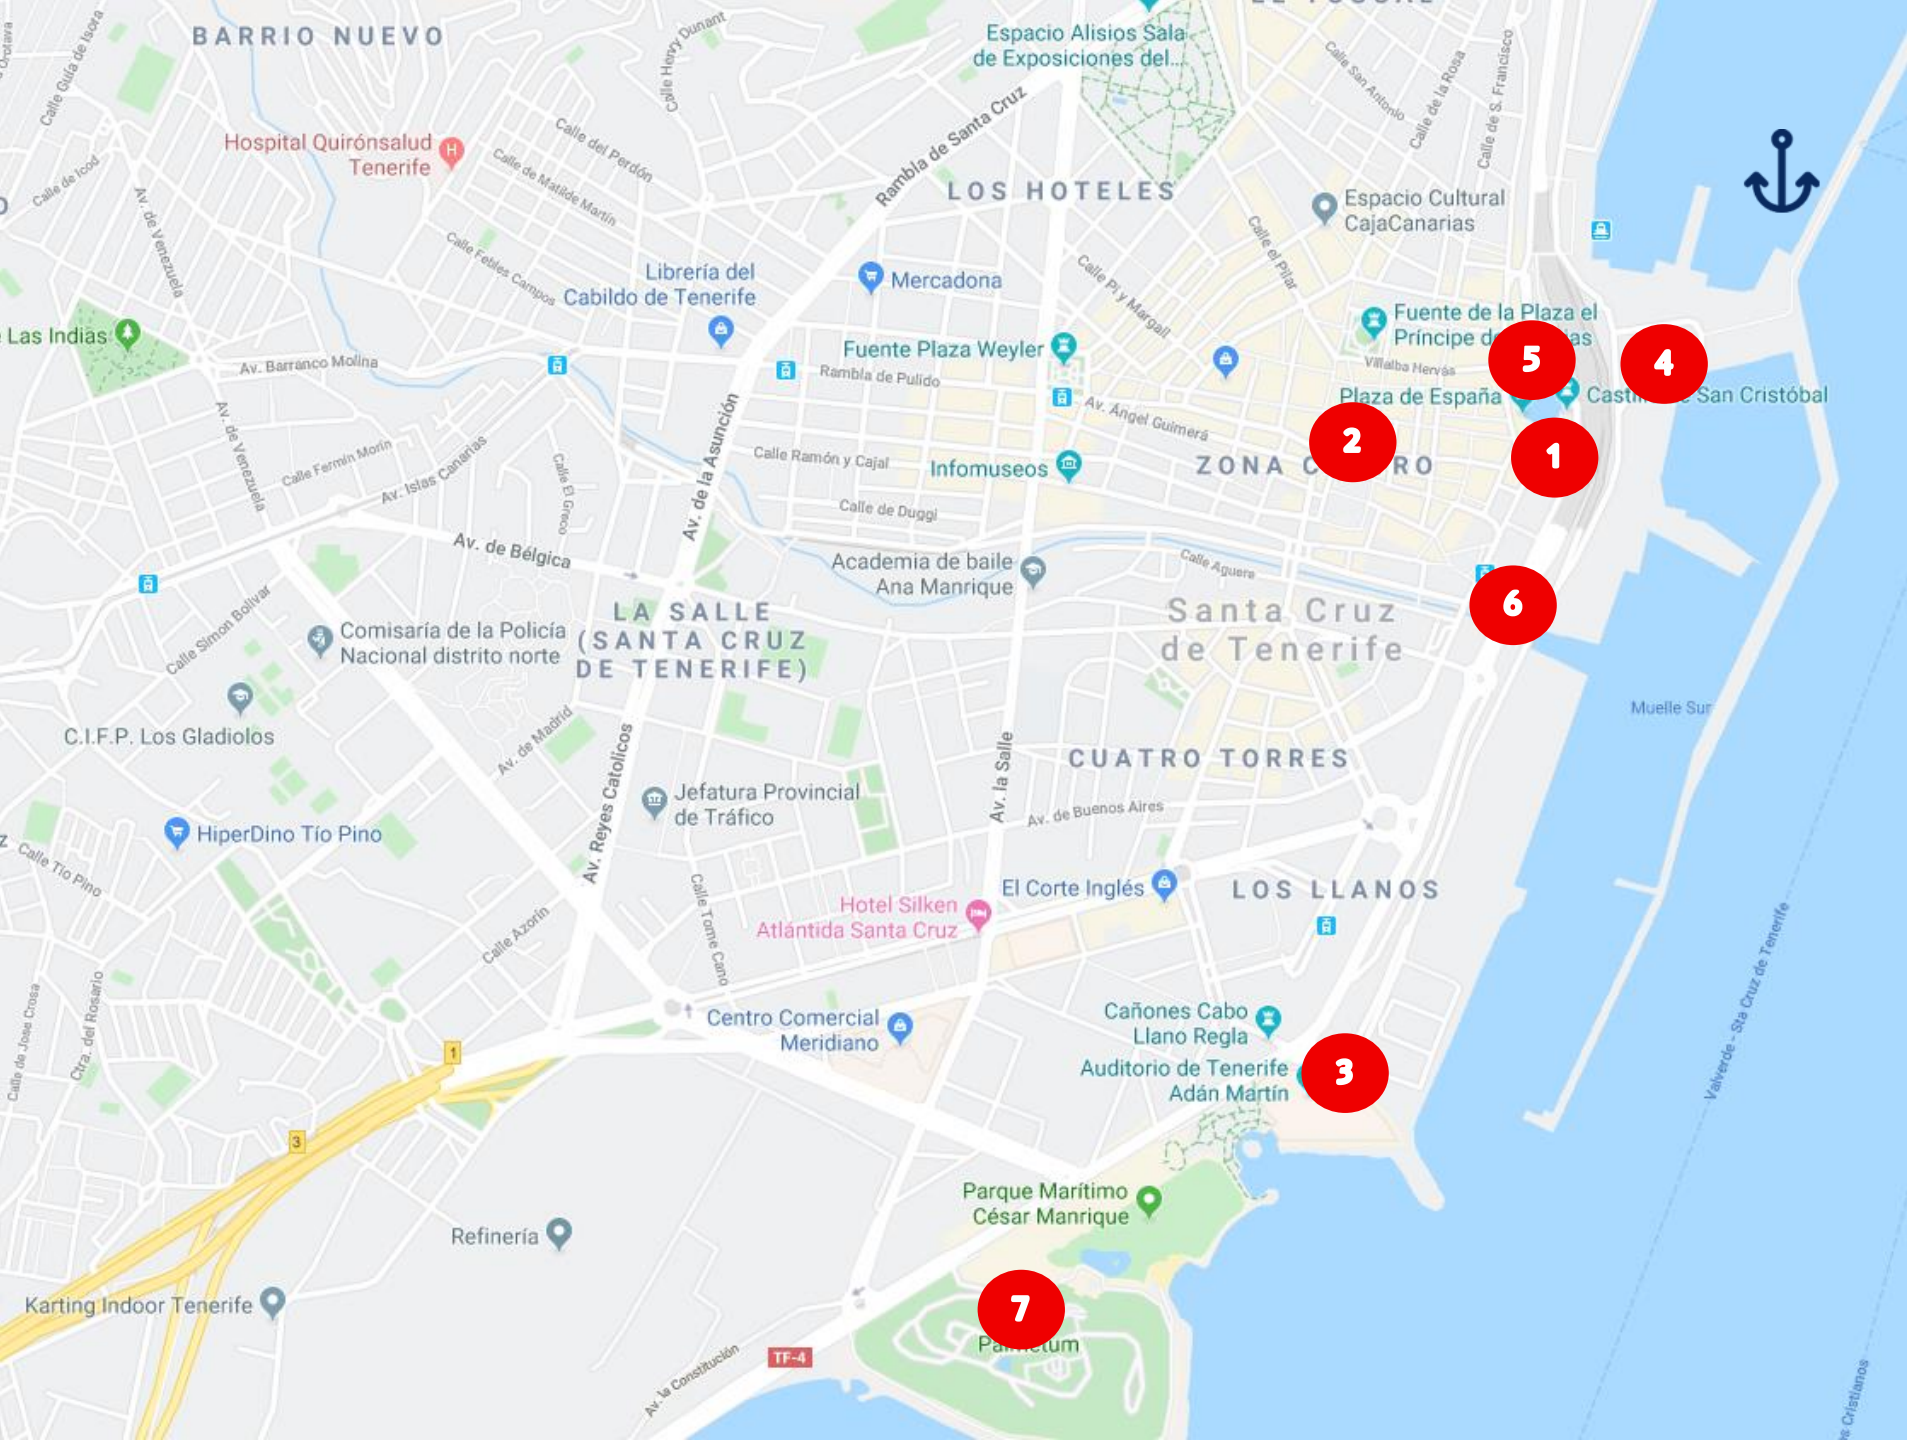 BARRIO NUEVO
Calle Guía de Isora
Calle Henry Dunant
Espacio Alisios Sala
de Exposiciones del...
Calle San Antonio
Calle de la Rosa
Calle de S. Francisco
Hospital Quirónsalud
Tenerife
H
Calle del Perdón
Calle de Matilde Martín
Rambla de Santa Cruz
LOS HOTELES
Calle de Icod
Av. de Venezuela
Espacio Cultural
CajaCanarias
Calle el Pilar
Calle Febles Campos
Librería del
Cabildo de Tenerife
Mercadona
Calle Pi y Margall
Fuente de la Plaza el
Príncipe
Las Indias
Av. Barranco Molina
Fuente Plaza Weyler
Rambla de Pulido
Villalba Hervás
5
4
Plaza de España
San Cristóbal
Av. Ángel Guimerá
Av. de la Asunción
Av. de Venezuela
Calle Fermín Morín
Av. Islas Canarias
Calle El Greco
Calle Ramón y Cajal
Infomuseos
2
ZONA
1
Calle de Duggi
Av. de Bélgica
Academia de baile
Ana Manrique
Calle Aguere
6
LA SALLE
(SANTA CRUZ
DE TENERIFE)
Santa Cruz
de Tenerife
Calle Simon Bolivar
Comisaría de la Policía
Nacional distrito norte
Muelle Sur
C.I.F.P. Los Gladiolos
Av. de Madrid
Av. Reyes Catolicos
Av. la Salle
CUATRO TORRES
Jefatura Provincial
de Tráfico
Av. de Buenos Aires
HiperDino Tío Pino
Calle Tío Pino
Calle Azorín
Calle Tome Cano
Hotel Silken
Atlántida Santa Cruz
El Corte Inglés
LOS LLANOS
Valverde - Sta Cruz de Tenerife
Calle de Jose Crosa
Ctra. del Rosario
Centro Comercial
Meridiano
Cañones Cabo
Llano Regla
Auditorio de Tenerife
Adán Martín
3
1
3
Parque Marítimo
César Manrique
Refinería
Karting Indoor Tenerife
7
TF-4
Av. la Constitución
Cristianos